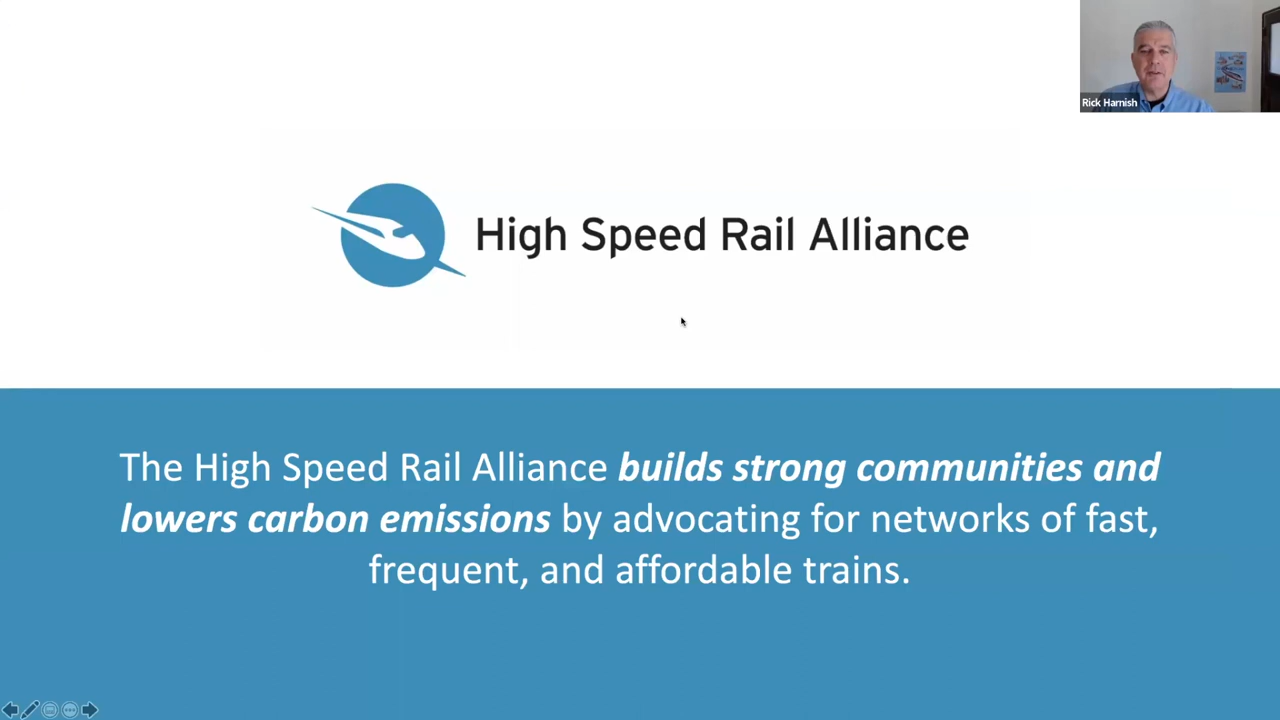 Rick Harnish
High Speed Rail Alliance
The High Speed Rail Alliance builds strong communities and
lowers carbon emissions by advocating for networks of fast,
frequent, and affordable trains.